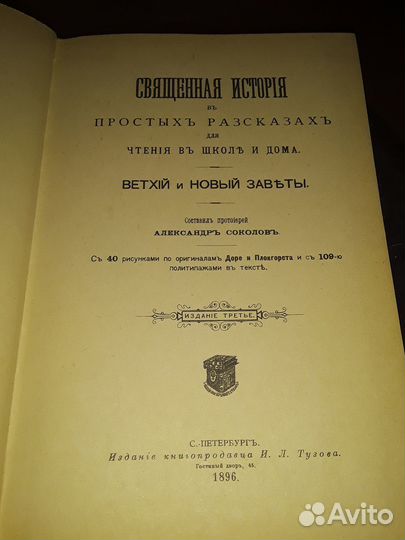 СВЯЩЕННАЯ ИСТОРІЯ
ВЪ
ПРОСТЫХЪ РАЗСКАЗАХЪ
ДЛЯ
ЧТЕНІЯ ВЪ ШКОЛѢ И ДОМА.
ВЕТХІЙ и НОВЫЙ ЗАВѢТЫ.
Составилъ протоіерей
АЛЕКСАНДРЪ СОКОЛОВЪ.
Съ 40 рисунками по оригиналамъ Доре и Плокгорста и съ 109-ю
политипажами въ текстѣ.
ИЗДАНІЕ ТРЕТЬЕ.
С.-ПЕТЕРБУРГЪ.
Изданіе книгопродавца И. Л. Тузова.
Гостиный дворъ, 45.
1896.
Avito